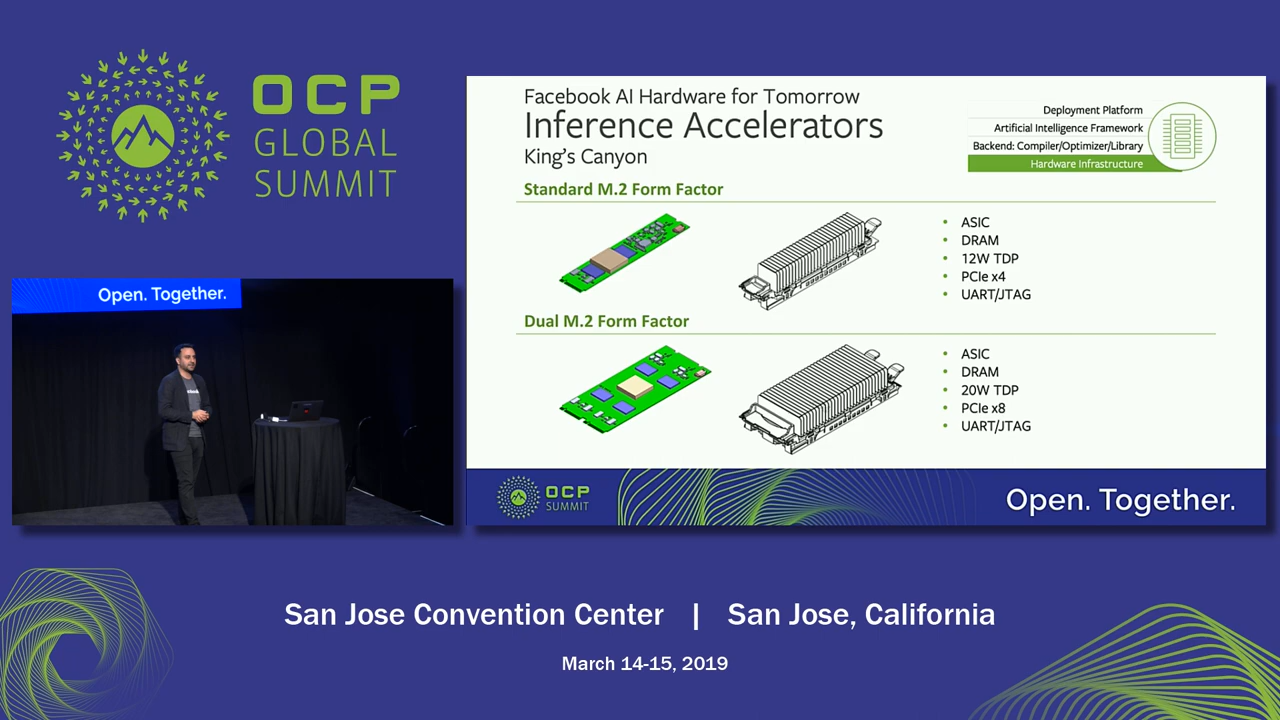 OCP
GLOBAL
SUMMIT
Open. Together.
Facebook AI Hardware for Tomorrow
Inference Accelerators
King's Canyon
Deployment Platform
Artificial Intelligence Framework
Backend: Compiler/Optimizer/Library
Hardware Infrastructure
Standard M.2 Form Factor
• ASIC
• DRAM
• 12W TDP
• PCIe x4
• UART/JTAG
Dual M.2 Form Factor
• ASIC
• DRAM
• 20W TDP
• PCIe x8
• UART/JTAG
OCP
SUMMIT
Open. Together.
San Jose Convention Center | San Jose, California
March 14-15, 2019